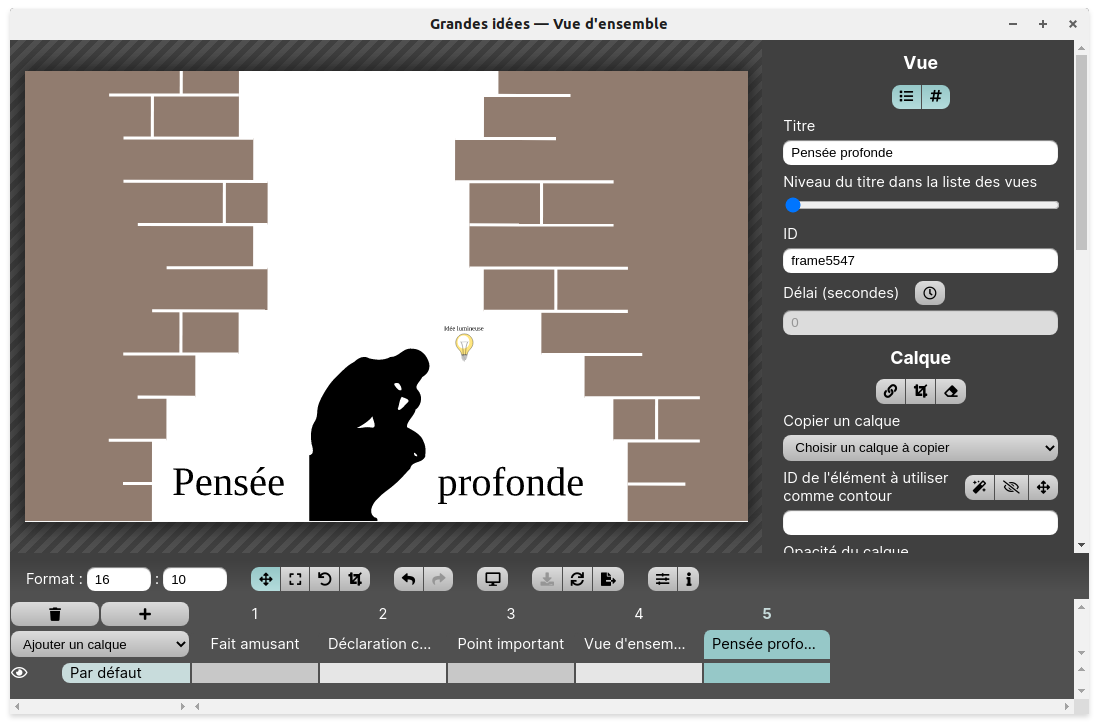 Grandes idées — Vue d'ensemble
Idée lumineuse
Pensée profonde
Vue
Titre
Pensée profonde
Niveau du titre dans la liste des vues
ID
frame5547
Délai (secondes)
0
Calque
Copier un calque
Choisir un calque à copier
ID de l'élément à utiliser
comme contour
Opacité du calque
Format : 16 : 10
1 2 3 4 5
Ajouter un calque Fait amusant Déclaration c... Point important Vue d'ensem... Pensée profo...
Par défaut